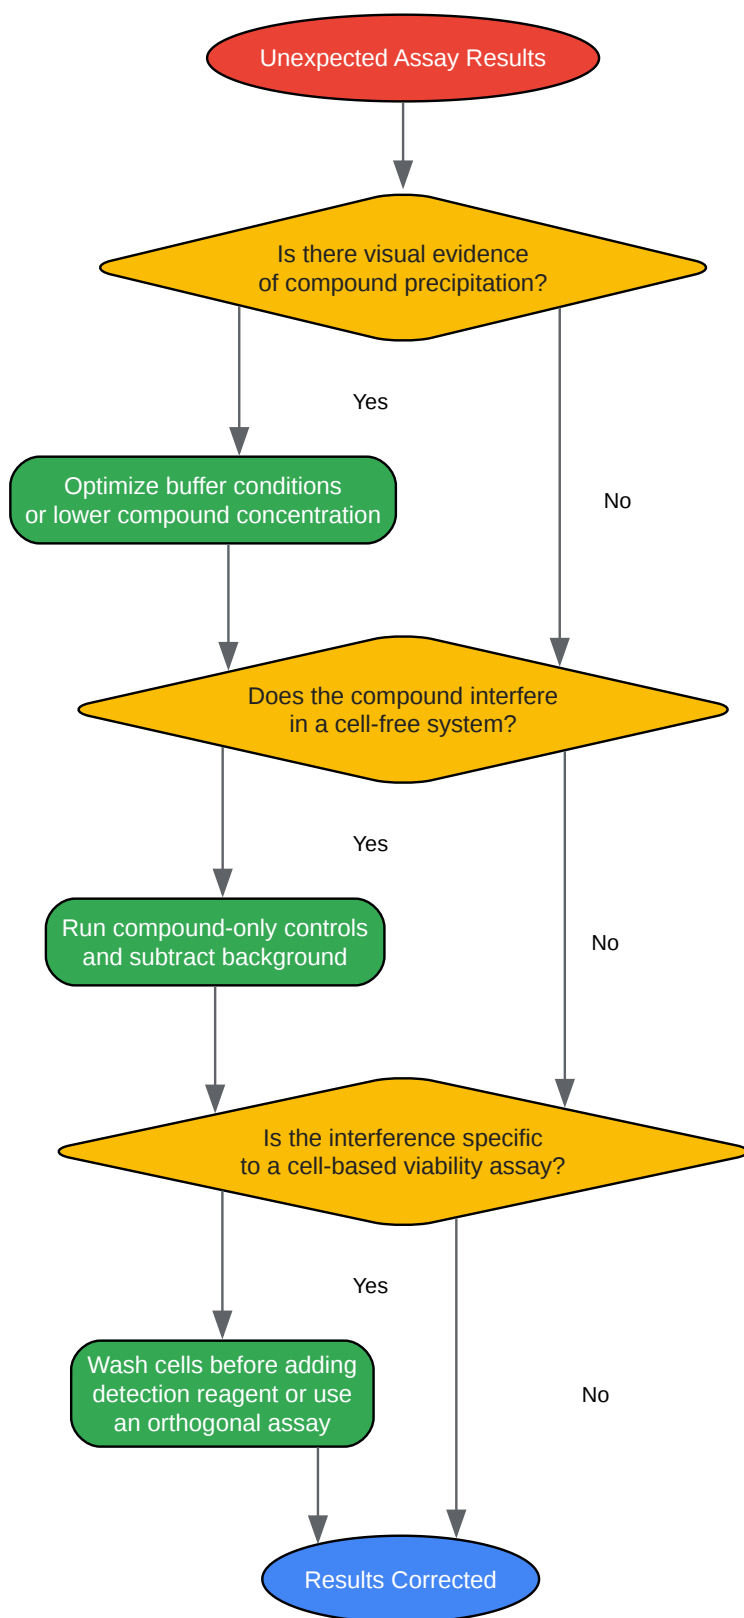 Unexpected Assay Results
Is there visual evidence
of compound precipitation?
Yes
Optimize buffer conditions
or lower compound concentration
No
Does the compound interfere
in a cell-free system?
Yes
Run compound-only controls
and subtract background
No
Is the interference specific
to a cell-based viability assay?
Yes
Wash cells before adding
detection reagent or use
an orthogonal assay
No
Results Corrected